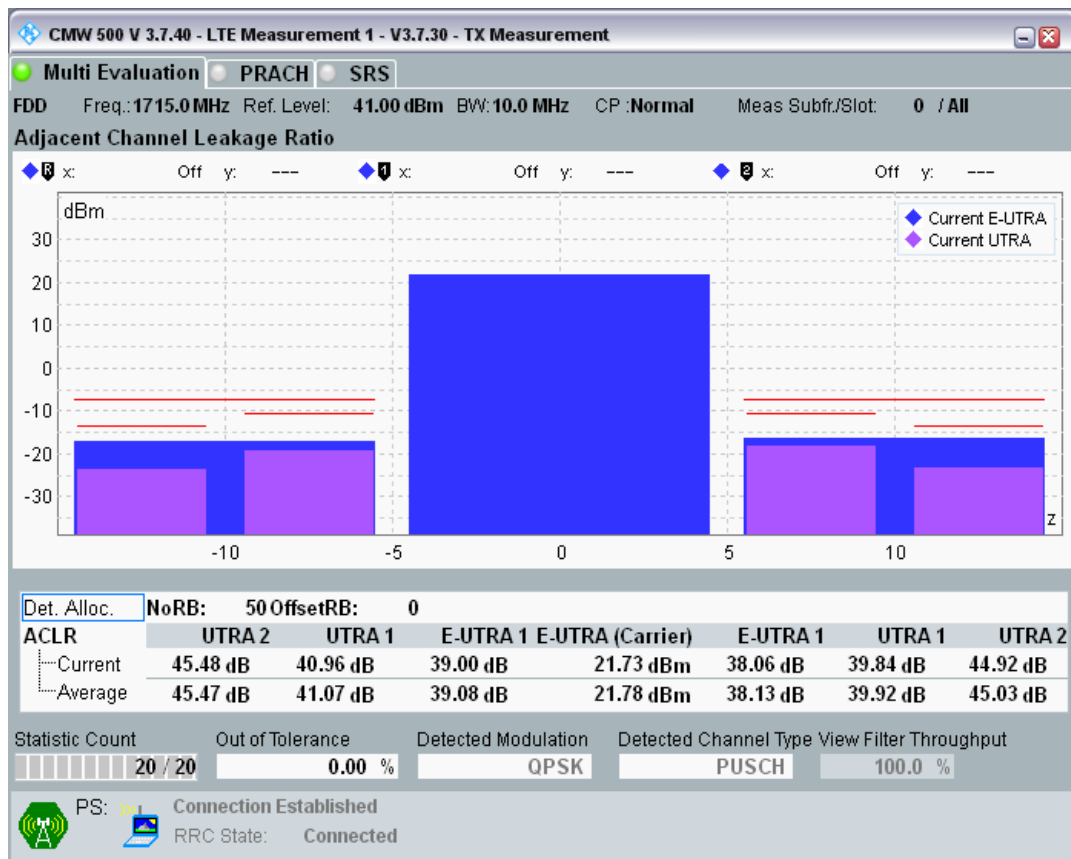 CMW 500 V 3.7.40 - LTE Measurement 1 - V3.7.30 - TX Measurement
Multi Evaluation PRACH SRS
FDD Freq.:1715.0 MHz Ref. Level: 41.00 dBm BW:10.0 MHz CP :Normal Meas Subfr./Slot: 0 / All
Adjacent Channel Leakage Ratio
R x: Off y: --- 1 x: Off y: --- 2 x: Off y: ---
dBm
Current E-UTRA
Current UTRA
30
20
10
0
-10
-20
-30
z
-10 -5 0 5 10
Det. Alloc. NoRB: 50 OffsetRB: 0
ACLR UTRA 2 UTRA 1 E-UTRA 1 E-UTRA (Carrier) E-UTRA 1 UTRA 1 UTRA 2
Current 45.48 dB 40.96 dB 39.00 dB 21.73 dBm 38.06 dB 39.84 dB 44.92 dB
Average 45.47 dB 41.07 dB 39.08 dB 21.78 dBm 38.13 dB 39.92 dB 45.03 dB
Statistic Count Out of Tolerance Detected Modulation Detected Channel Type View Filter Throughput
20 / 20 0.00 % QPSK PUSCH 100.0 %
PS: Connection Established
RRC State: Connected